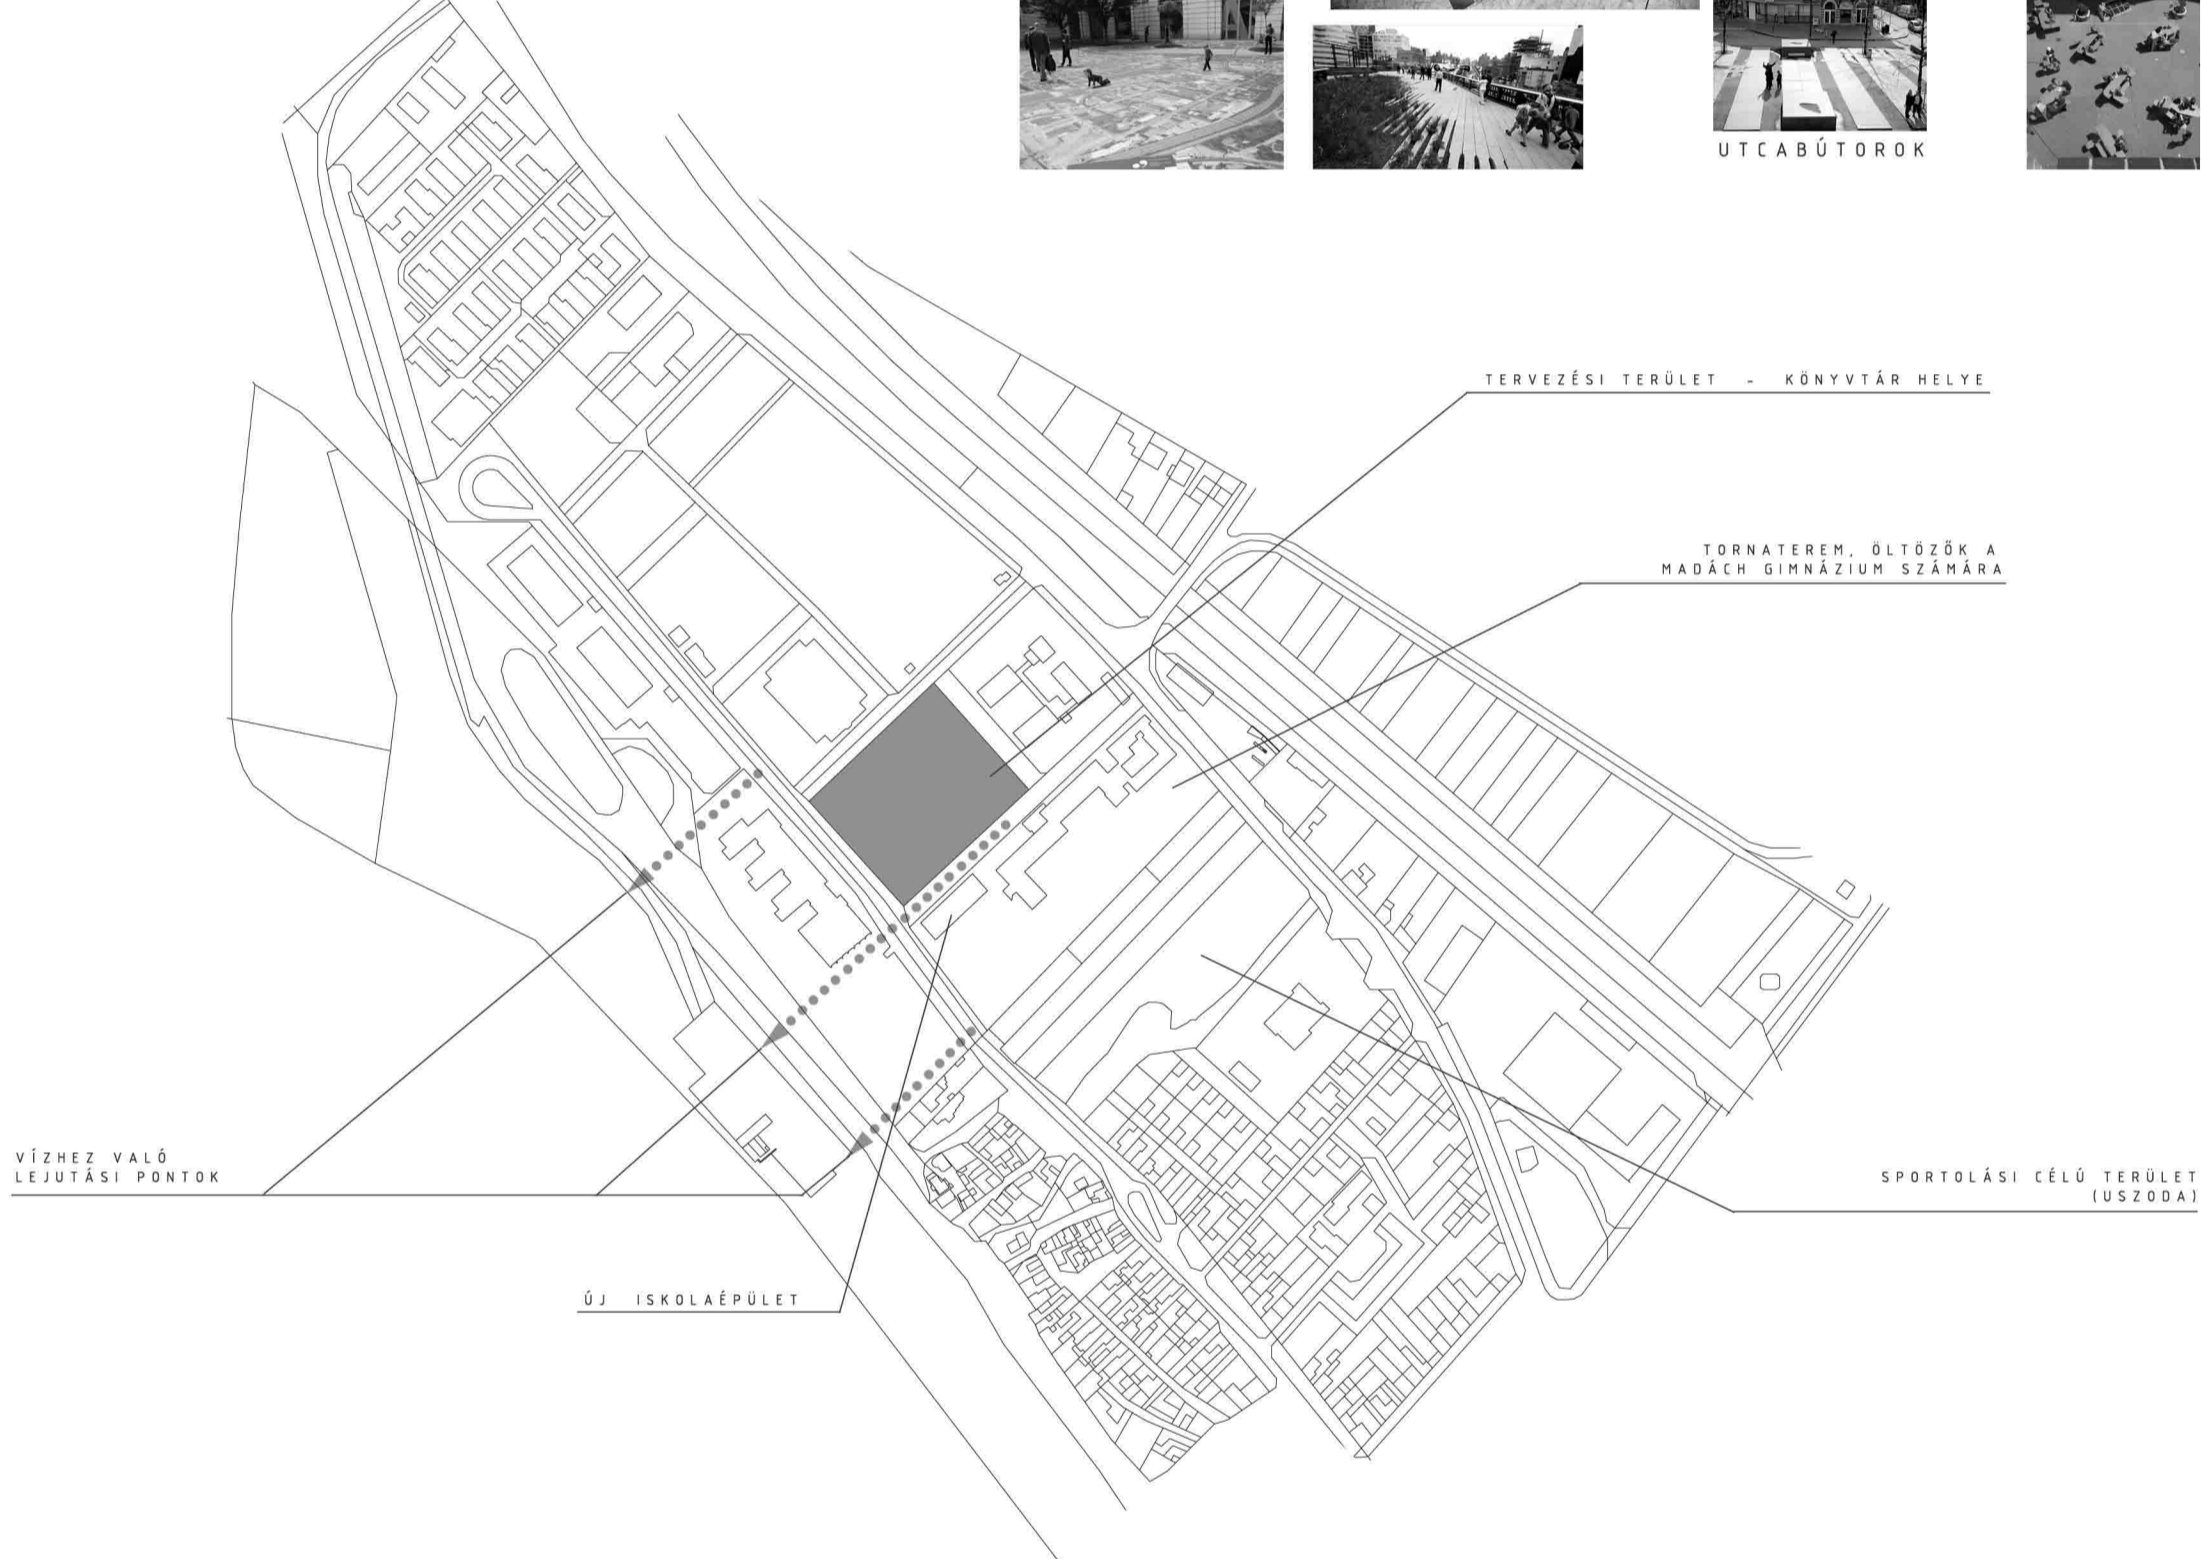 UTCABÚTOROK
TERVEZÉSI TERÜLET - KÖNYVTÁR HELYE
TORNATEREM, ÖLTÖZŐK A
MADÁCH GIMNÁZIUM SZÁMÁRA
VÍZHEZ VALÓ
LEJUTÁSI PONTOK
SPORTOLÁSI CÉLÚ TERÜLET
(USZODA)
ÚJ ISKOLAÉPÜLET